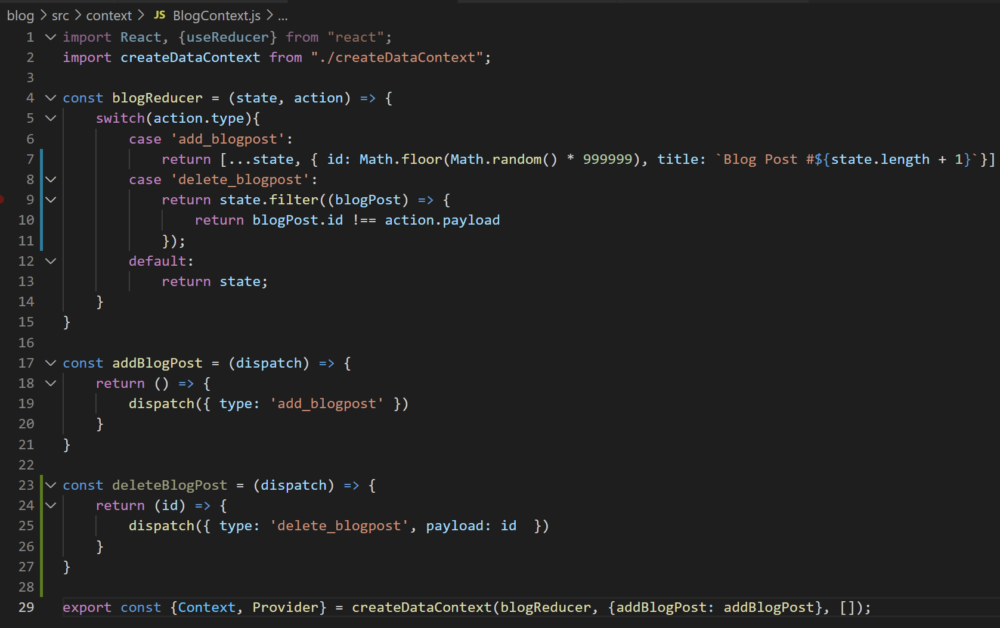 blog > src > context > JS BlogContext.js > ...
1 import React, {useReducer} from "react";
2 import createDataContext from "./createDataContext";
3
4 const blogReducer = (state, action) => {
5     switch(action.type){
6         case 'add_blogpost':
7             return [...state, { id: Math.floor(Math.random() * 999999), title: `Blog Post #${state.length + 1}`}]
8         case 'delete_blogpost':
9             return state.filter((blogPost) => {
10                 return blogPost.id !== action.payload
11             });
12         default:
13             return state;
14     }
15 }
16
17 const addBlogPost = (dispatch) => {
18     return () => {
19         dispatch({ type: 'add_blogpost' })
20     }
21 }
22
23 const deleteBlogPost = (dispatch) => {
24     return (id) => {
25         dispatch({ type: 'delete_blogpost', payload: id  })
26     }
27 }
28
29 export const {Context, Provider} = createDataContext(blogReducer, {addBlogPost: addBlogPost}, []);